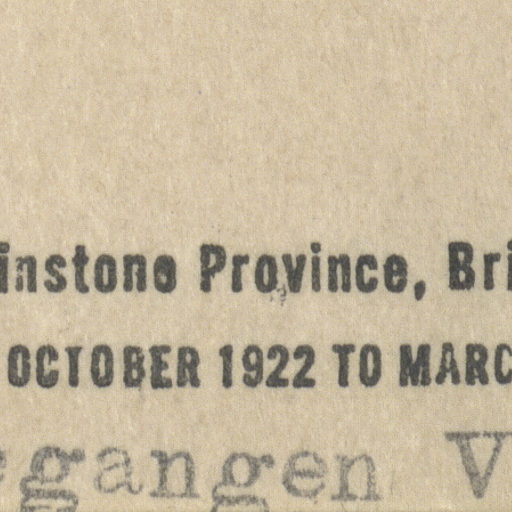 instone Province, Bri
OCTOBER 1922 TO MARC
egangen V